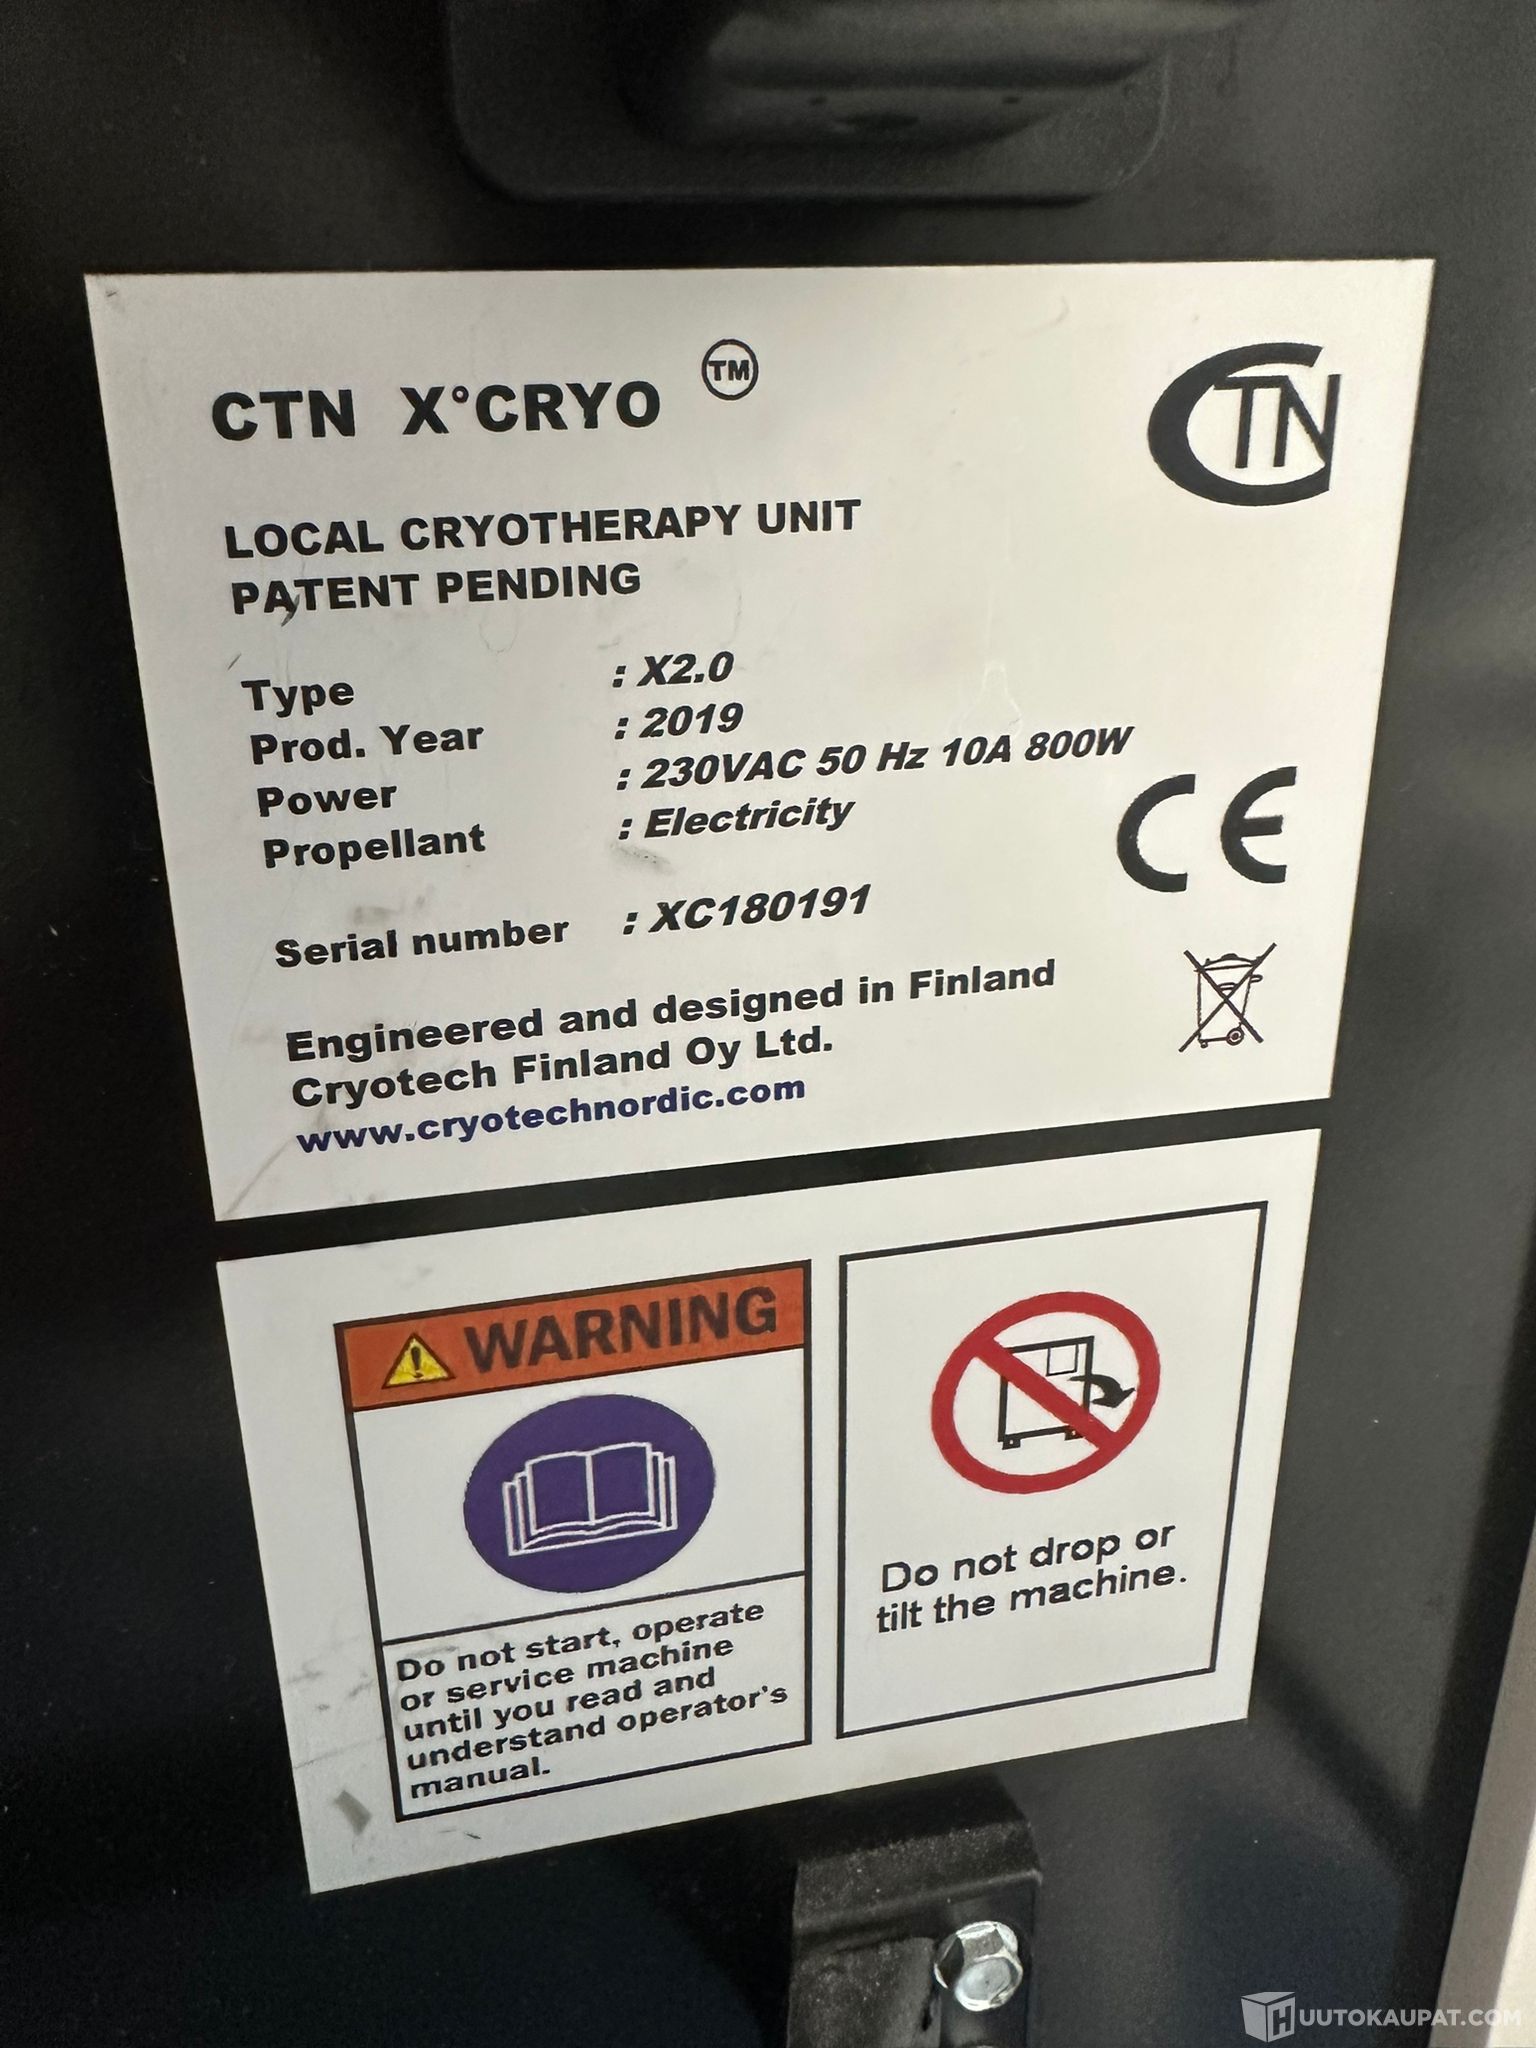 CTN X°CRYO TM
CTN
LOCAL CRYOTHERAPY UNIT
PATENT PENDING
Type : X2.0
Prod. Year : 2019
Power : 230VAC 50 Hz 10A 800W
Propellant : Electricity
CE
Serial number : XC180191
Engineered and designed in Finland
Cryotech Finland Oy Ltd.
www.cryotechnordic.com
WARNING
Do not start, operate
or service machine
until you read and
understand operator's
manual.
Do not drop or
tilt the machine.
HUUTOKAUPAT.COM